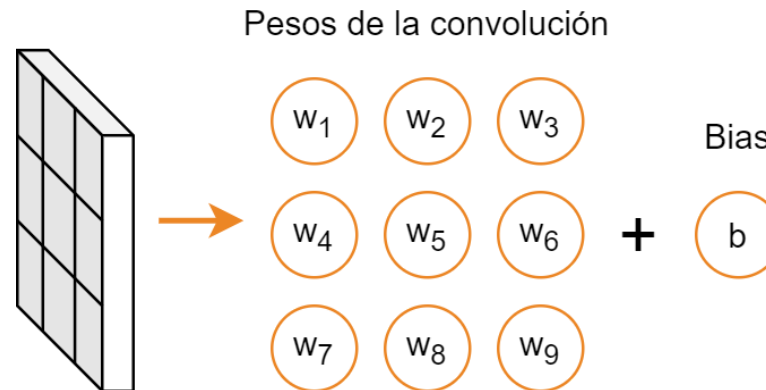 Pesos de la convolución
w1 w2 w3
Bias
w4 w5 w6 + b
w7 w8 w9